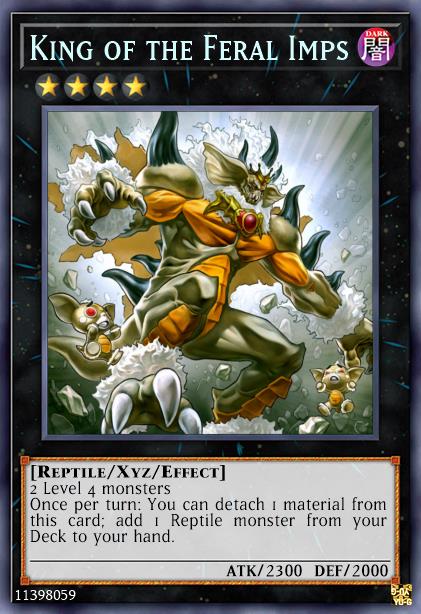 KING OF THE FERAL IMPS
DARK
闇
[REPTILE/XYZ/EFFECT]
2 Level 4 monsters
Once per turn: You can detach 1 material from
this card; add 1 Reptile monster from your
Deck to your hand.
ATK/2300 DEF/2000
11398059